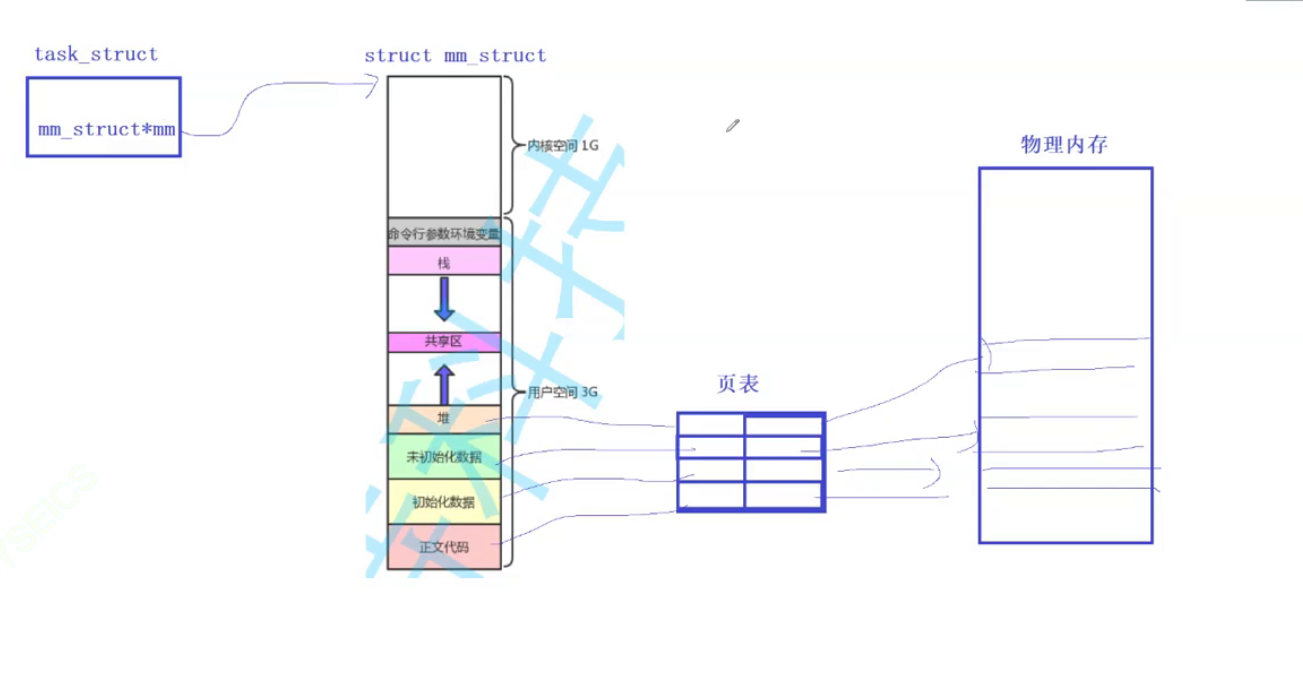 task_struct
mm_struct*mm
struct mm_struct
内核空间 1G
命令行参数环境变量
栈
共享区
堆
未初始化数据
初始化数据
正文代码
用户空间 3G
页表
物理内存